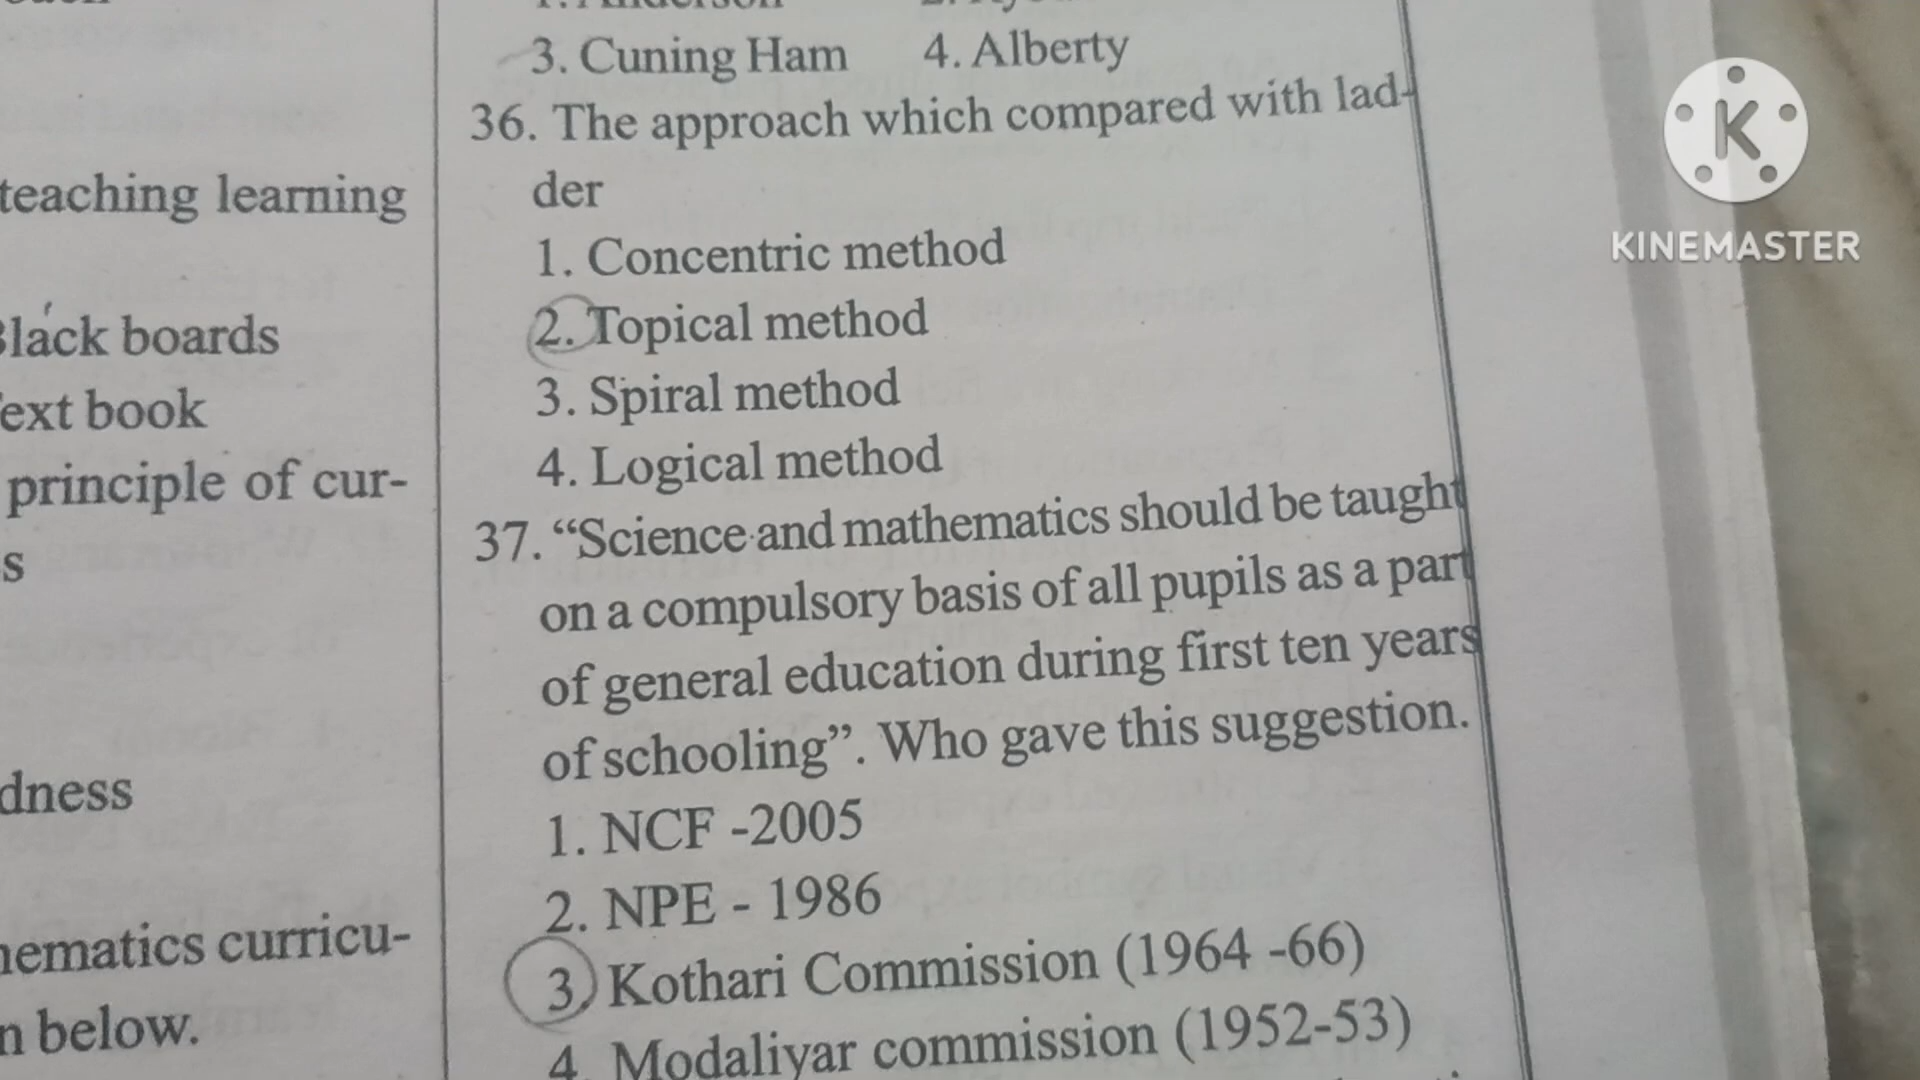 teaching learning
lack boards
ext book
principle of cur-
s
dness
ematics curricu-
n below.
3. Cuning Ham 4. Alberty
36. The approach which compared with lad-
der
1. Concentric method
2. Topical method
3. Spiral method
4. Logical method
37. “Science and mathematics should be taught
on a compulsory basis of all pupils as a part
of general education during first ten years
of schooling”. Who gave this suggestion.
1. NCF -2005
2. NPE - 1986
3. Kothari Commission (1964 -66)
4. Modaliyar commission (1952-53)
K
KINEMASTER